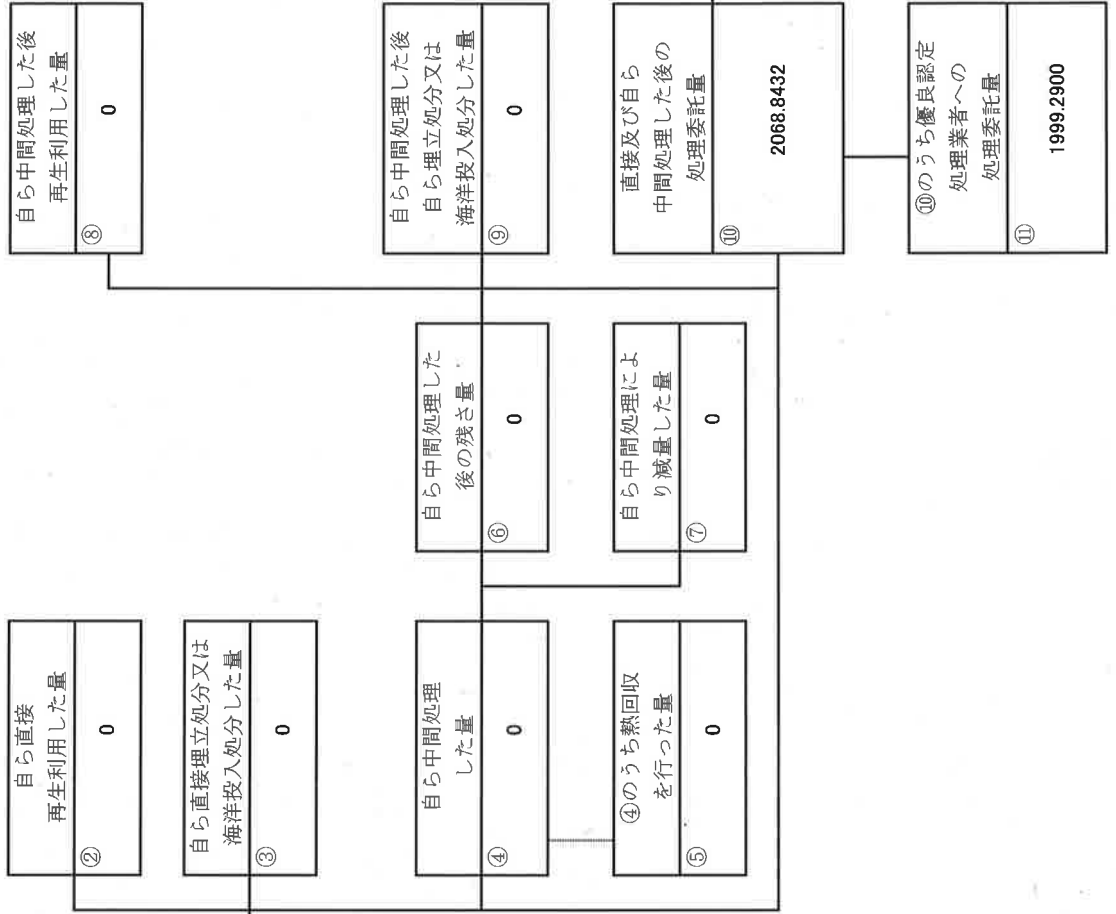 自ら直接
再生利用した量
②
0
自ら直接埋立処分又は
海洋投入処分した量
③
0
自ら中間処理
した量
④
0
④のうち熱回収
を行った量
⑤
0
自ら中間処理した
後の残さ量
⑥
0
自ら中間処理によ
り減量した量
⑦
0
自ら中間処理した後
再生利用した量
⑧
0
自ら中間処理した後
自ら埋立処分又は
海洋投入処分した量
⑨
0
直接及び自ら
中間処理した後の
処理委託量
⑩
2068.8432
⑩のうち優良認定
処理業者への
処理委託量
⑪
1999.2900